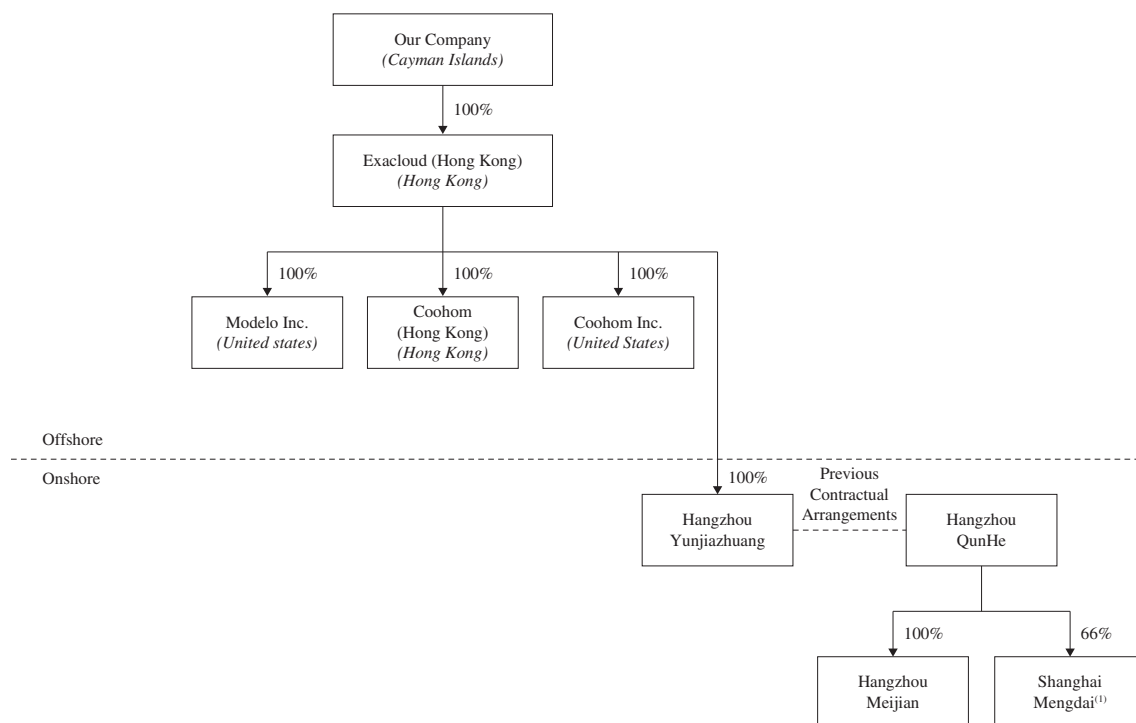 Our Company
(Cayman Islands)
100%
Exacloud (Hong Kong)
(Hong Kong)
100%
100%
100%
Modelo Inc.
(United states)
Coohom
(Hong Kong)
(Hong Kong)
Coohom Inc.
(United States)
Offshore
Onshore
100%
Previous
Contractual
Arrangements
Hangzhou
Yunjiazhuang
Hangzhou
QunHe
100%
66%
Hangzhou
Meijian
Shanghai
Mengdai(1)